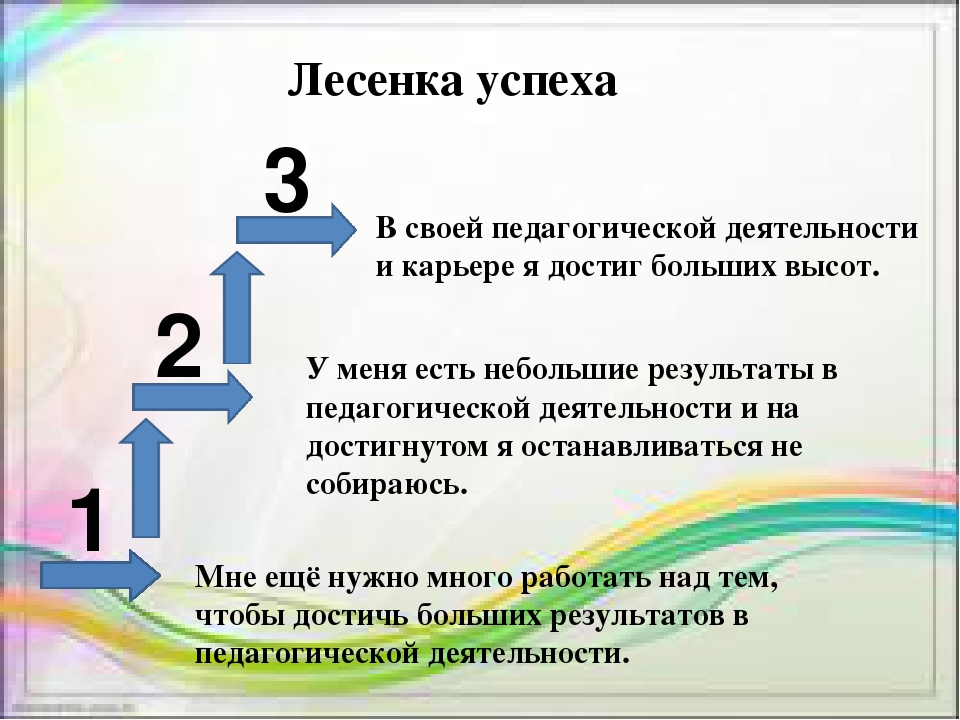 Лесенка успеха
3
В своей педагогической деятельности
и карьере я достиг больших высот.
2
У меня есть небольшие результаты в
педагогической деятельности и на
достигнутом я останавливаться не
собираюсь.
1
Мне ещё нужно много работать над тем,
чтобы достичь больших результатов в
педагогической деятельности.